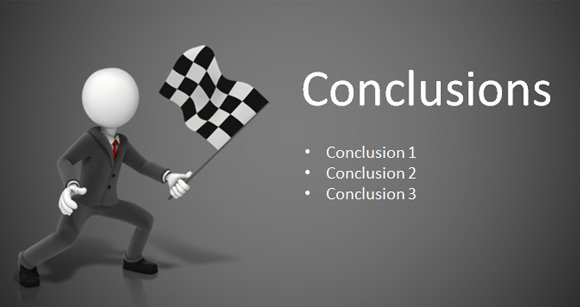 Conclusions
• Conclusion 1
• Conclusion 2
• Conclusion 3